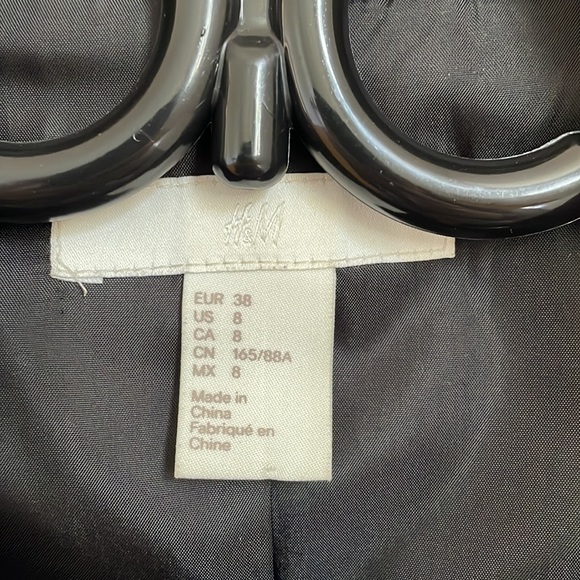 H&M
EUR 38
US 8
CA 8
CN 165/88A
MX 8
Made in
China
Fabriqué en
Chine